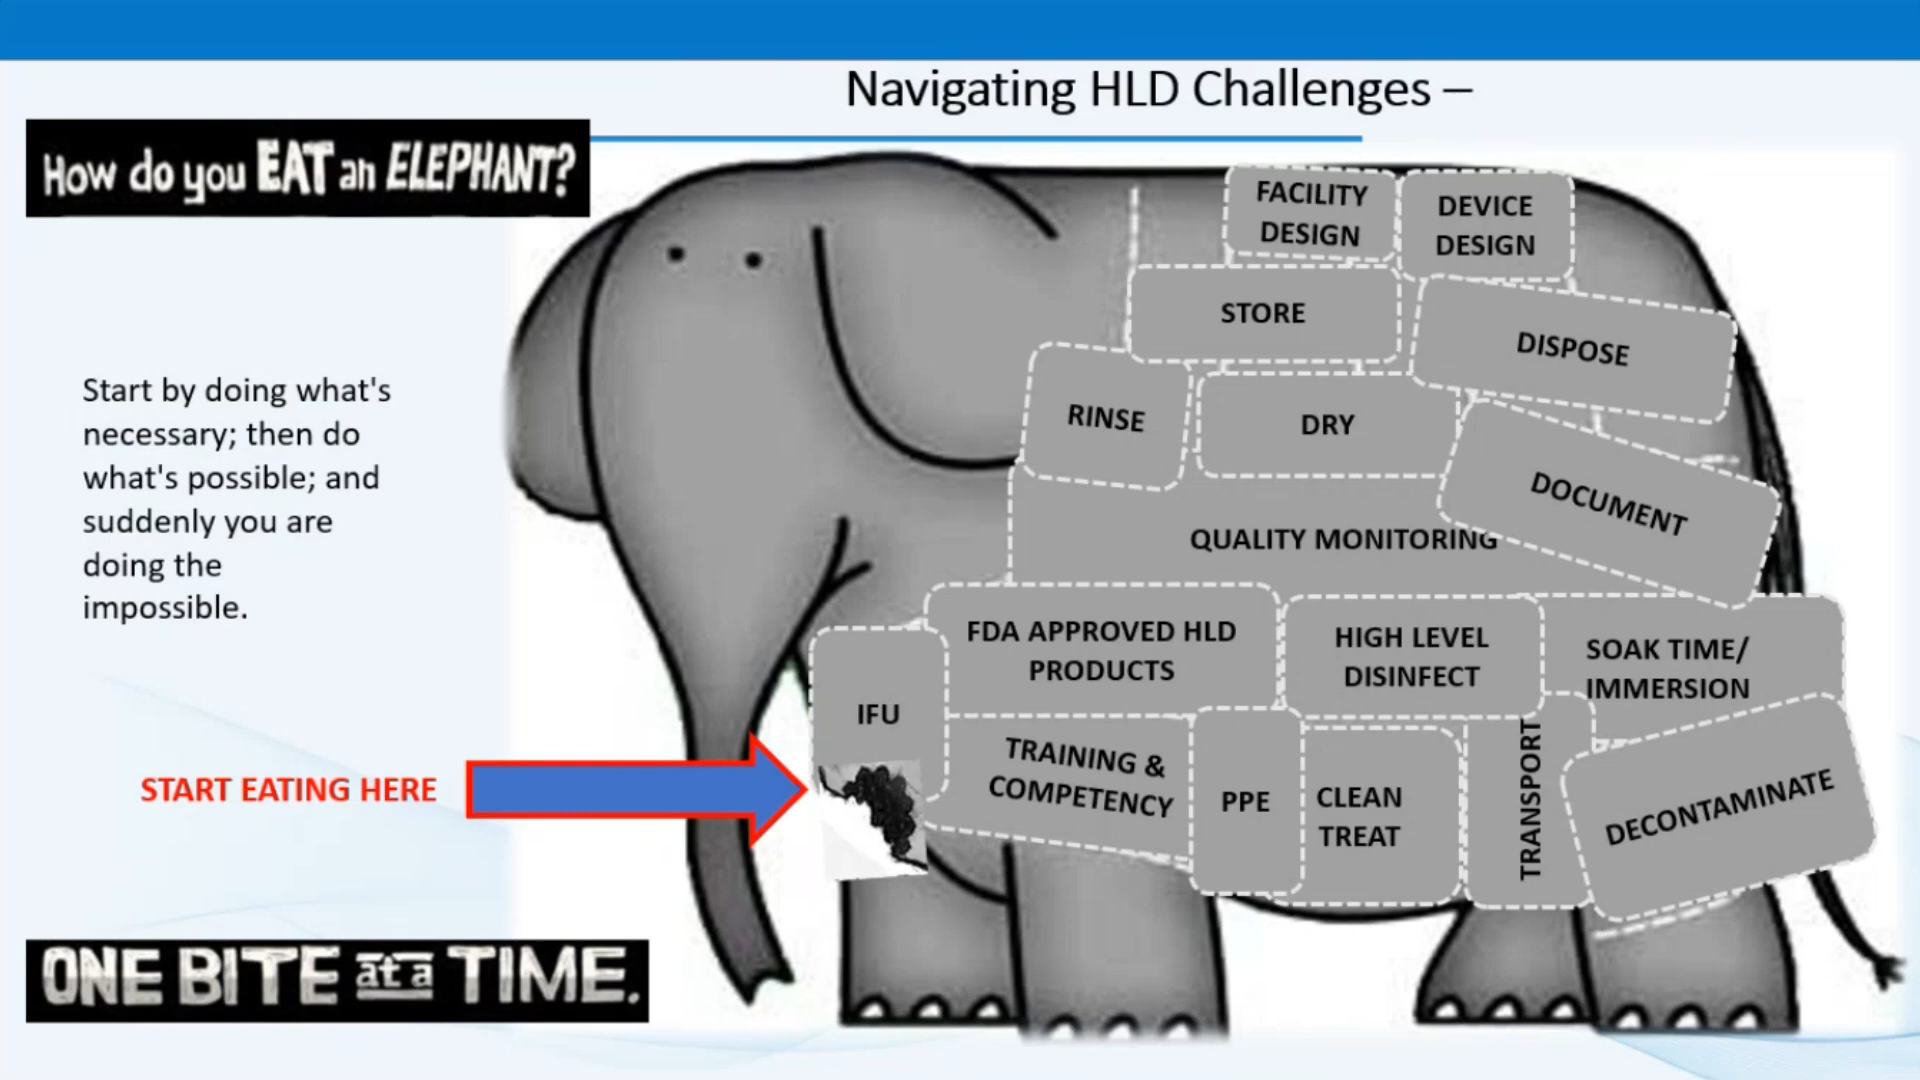 Navigating HLD Challenges –
How do you EAT an ELEPHANT?
Start by doing what's
necessary; then do
what's possible; and
suddenly you are
doing the
impossible.
START EATING HERE
ONE BITE at a TIME.
FACILITY
DESIGN
DEVICE
DESIGN
STORE
DISPOSE
RINSE
DRY
DOCUMENT
QUALITY MONITORING
FDA APPROVED HLD
PRODUCTS
HIGH LEVEL
DISINFECT
SOAK TIME/
IMMERSION
IFU
TRAINING &
COMPETENCY
PPE
CLEAN
TREAT
TRANSPORT
DECONTAMINATE